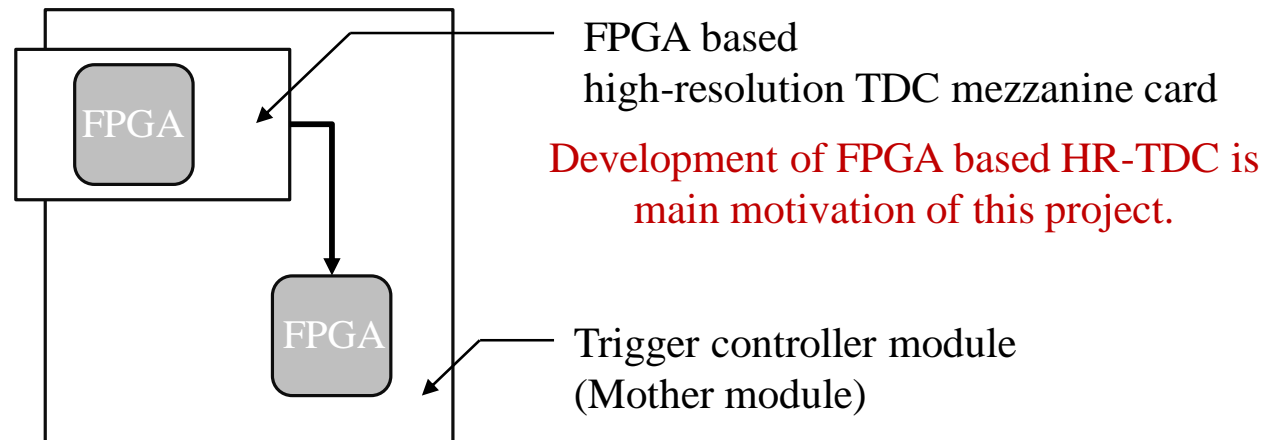 FPGA
FPGA based
high-resolution TDC mezzanine card
Development of FPGA based HR-TDC is
main motivation of this project.
FPGA
Trigger controller module
(Mother module)